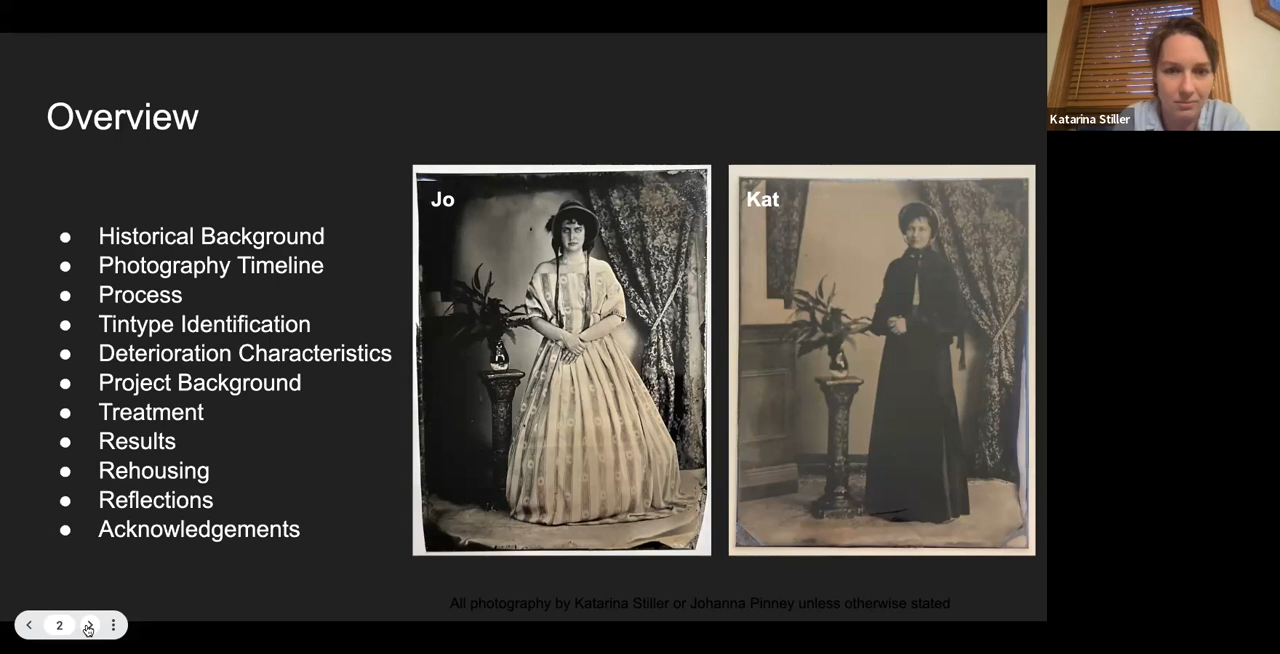 Overview
Historical Background
Photography Timeline
Process
Tintype Identification
Deterioration Characteristics
Project Background
Treatment
Results
Rehousing
Reflections
Acknowledgements
Jo
Kat
All photography by Katarina Stiller or Johanna Pinney unless otherwise stated
2
Katarina Stiller